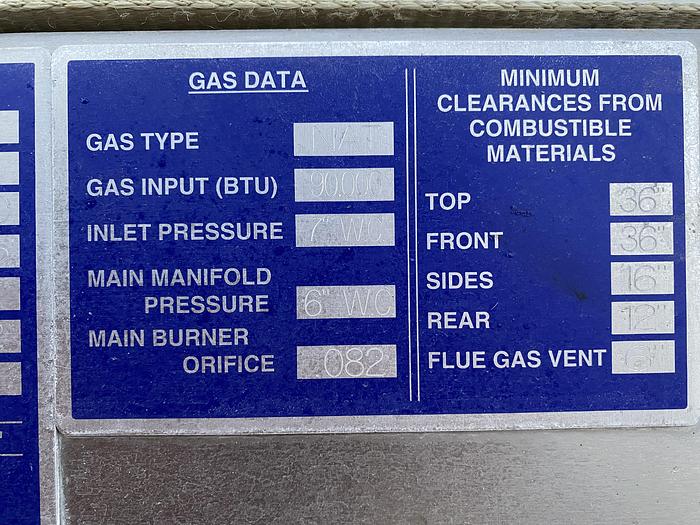 GAS DATA
GAS TYPE NAT
GAS INPUT (BTU) 90,000
INLET PRESSURE 7" WC
MAIN MANIFOLD
PRESSURE 6" WC
MAIN BURNER
ORIFICE .082
MINIMUM
CLEARANCES FROM
COMBUSTIBLE
MATERIALS
TOP 36"
FRONT 36"
SIDES 16"
REAR 12"
FLUE GAS VENT